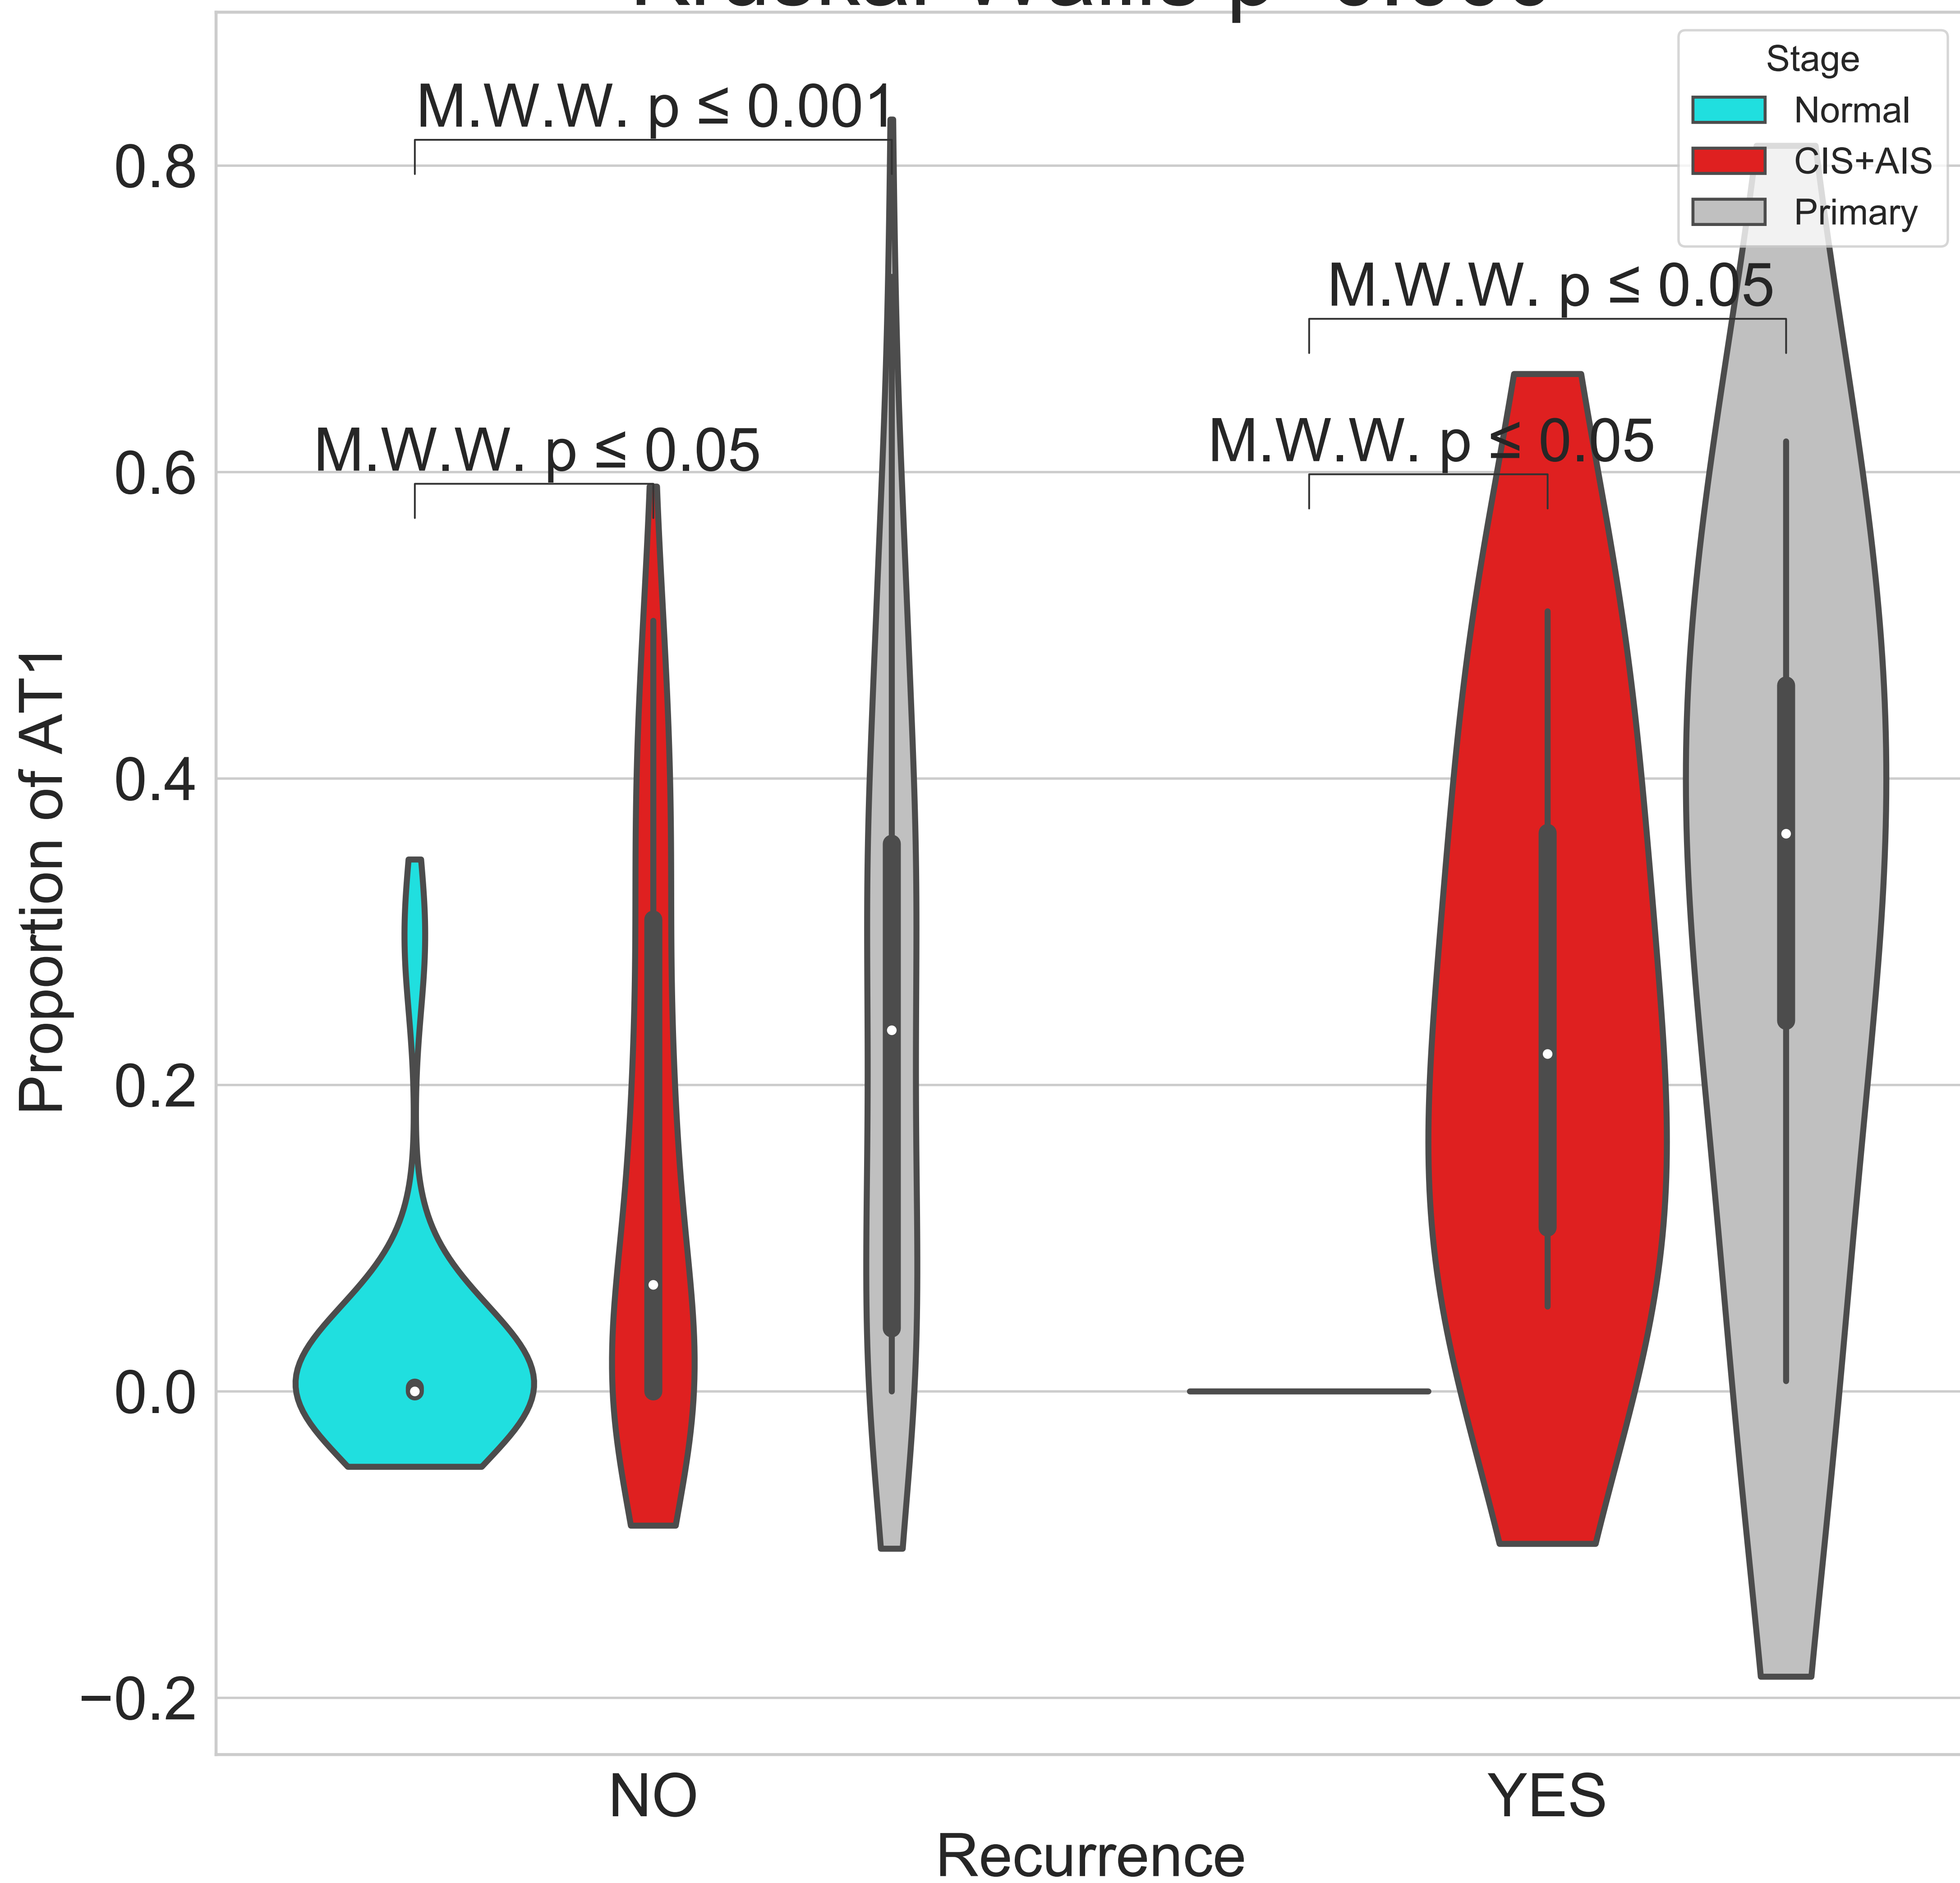 Stage
Normal
CIS+AIS
Primary
M.W.W. p ≤ 0.001
M.W.W. p ≤ 0.05
M.W.W. p ≤ 0.05
M.W.W. p ≤ 0.05
0.8
0.6
0.4
0.2
0.0
−0.2
Proportion of AT1
NO
YES
Recurrence